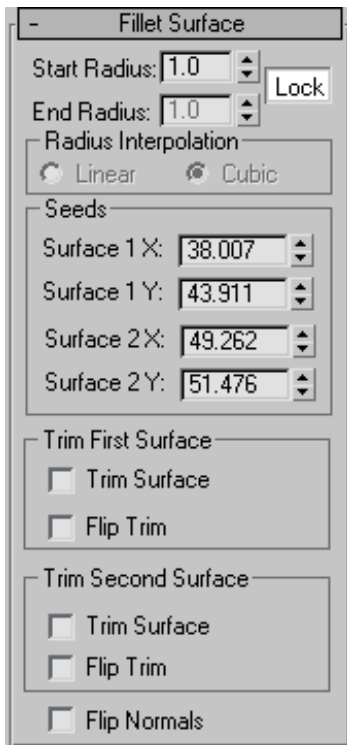 - Fillet Surface
Start Radius: 1.0
Lock
End Radius: 1.0
Radius Interpolation
Linear Cubic
Seeds
Surface 1 X: 38.007
Surface 1 Y: 43.911
Surface 2 X: 49.262
Surface 2 Y: 51.476
Trim First Surface
Trim Surface
Flip Trim
Trim Second Surface
Trim Surface
Flip Trim
Flip Normals